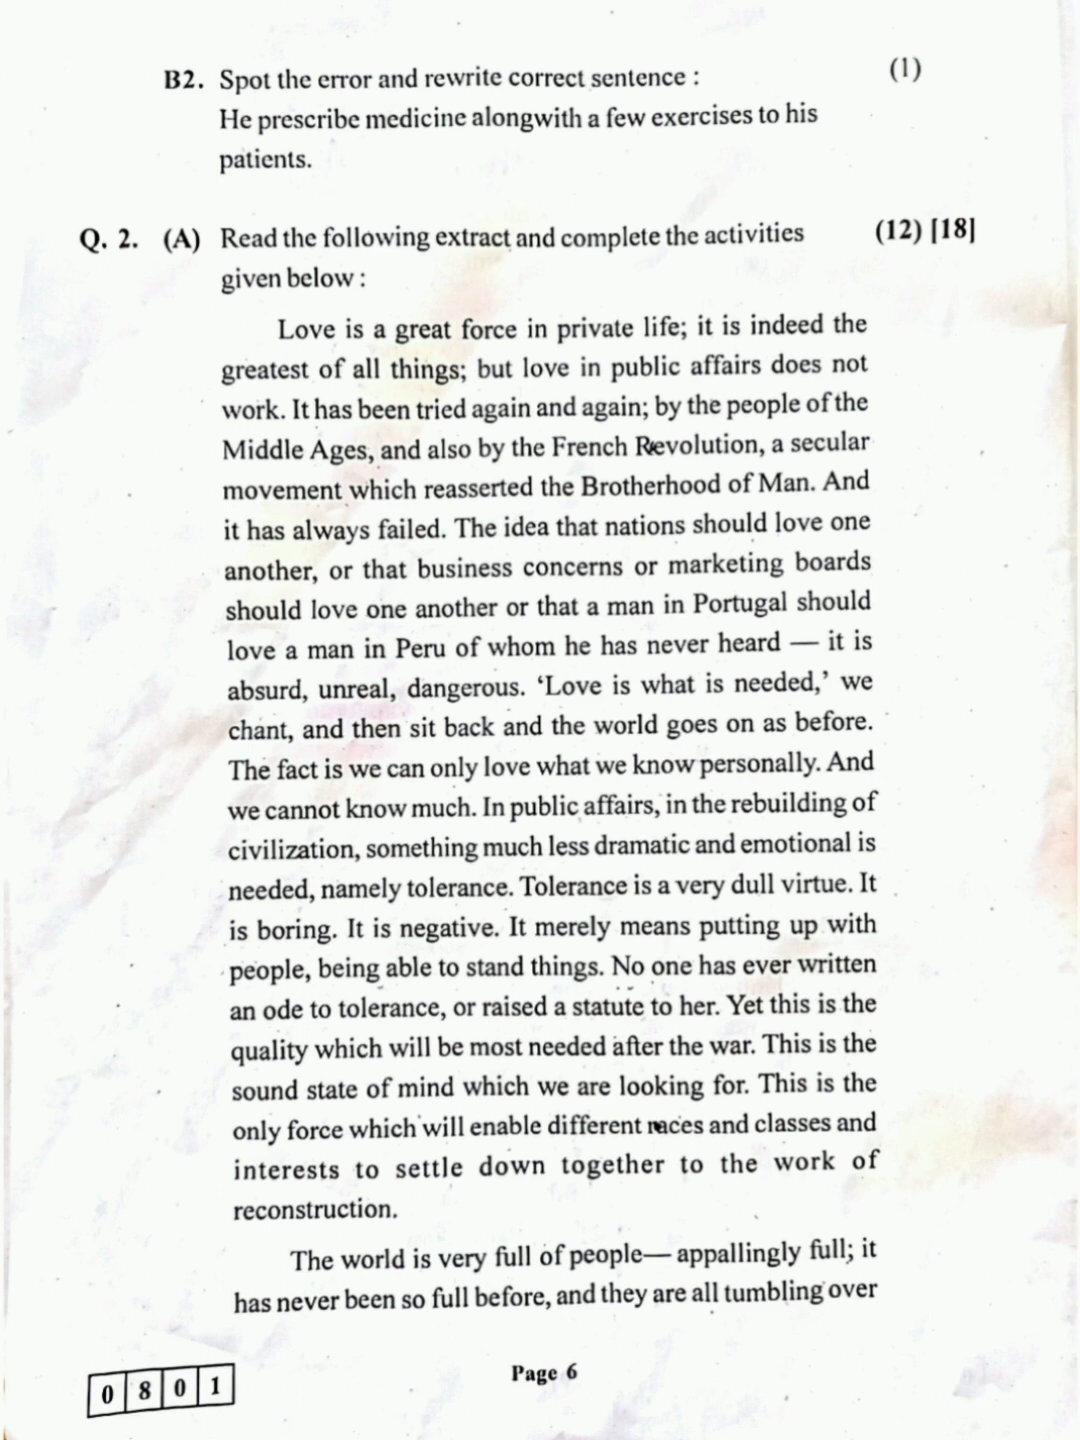 B2. Spot the error and rewrite correct sentence : (1)
He prescribe medicine alongwith a few exercises to his
patients.
Q. 2. (A) Read the following extract and complete the activities (12) [18]
given below :
Love is a great force in private life; it is indeed the
greatest of all things; but love in public affairs does not
work. It has been tried again and again; by the people of the
Middle Ages, and also by the French Revolution, a secular
movement which reasserted the Brotherhood of Man. And
it has always failed. The idea that nations should love one
another, or that business concerns or marketing boards
should love one another or that a man in Portugal should
love a man in Peru of whom he has never heard — it is
absurd, unreal, dangerous. ‘Love is what is needed,’ we
chant, and then sit back and the world goes on as before.
The fact is we can only love what we know personally. And
we cannot know much. In public affairs, in the rebuilding of
civilization, something much less dramatic and emotional is
needed, namely tolerance. Tolerance is a very dull virtue. It
is boring. It is negative. It merely means putting up with
people, being able to stand things. No one has ever written
an ode to tolerance, or raised a statute to her. Yet this is the
quality which will be most needed after the war. This is the
sound state of mind which we are looking for. This is the
only force which will enable different races and classes and
interests to settle down together to the work of
reconstruction.
The world is very full of people— appallingly full; it
has never been so full before, and they are all tumbling over
0 8 0 1 Page 6